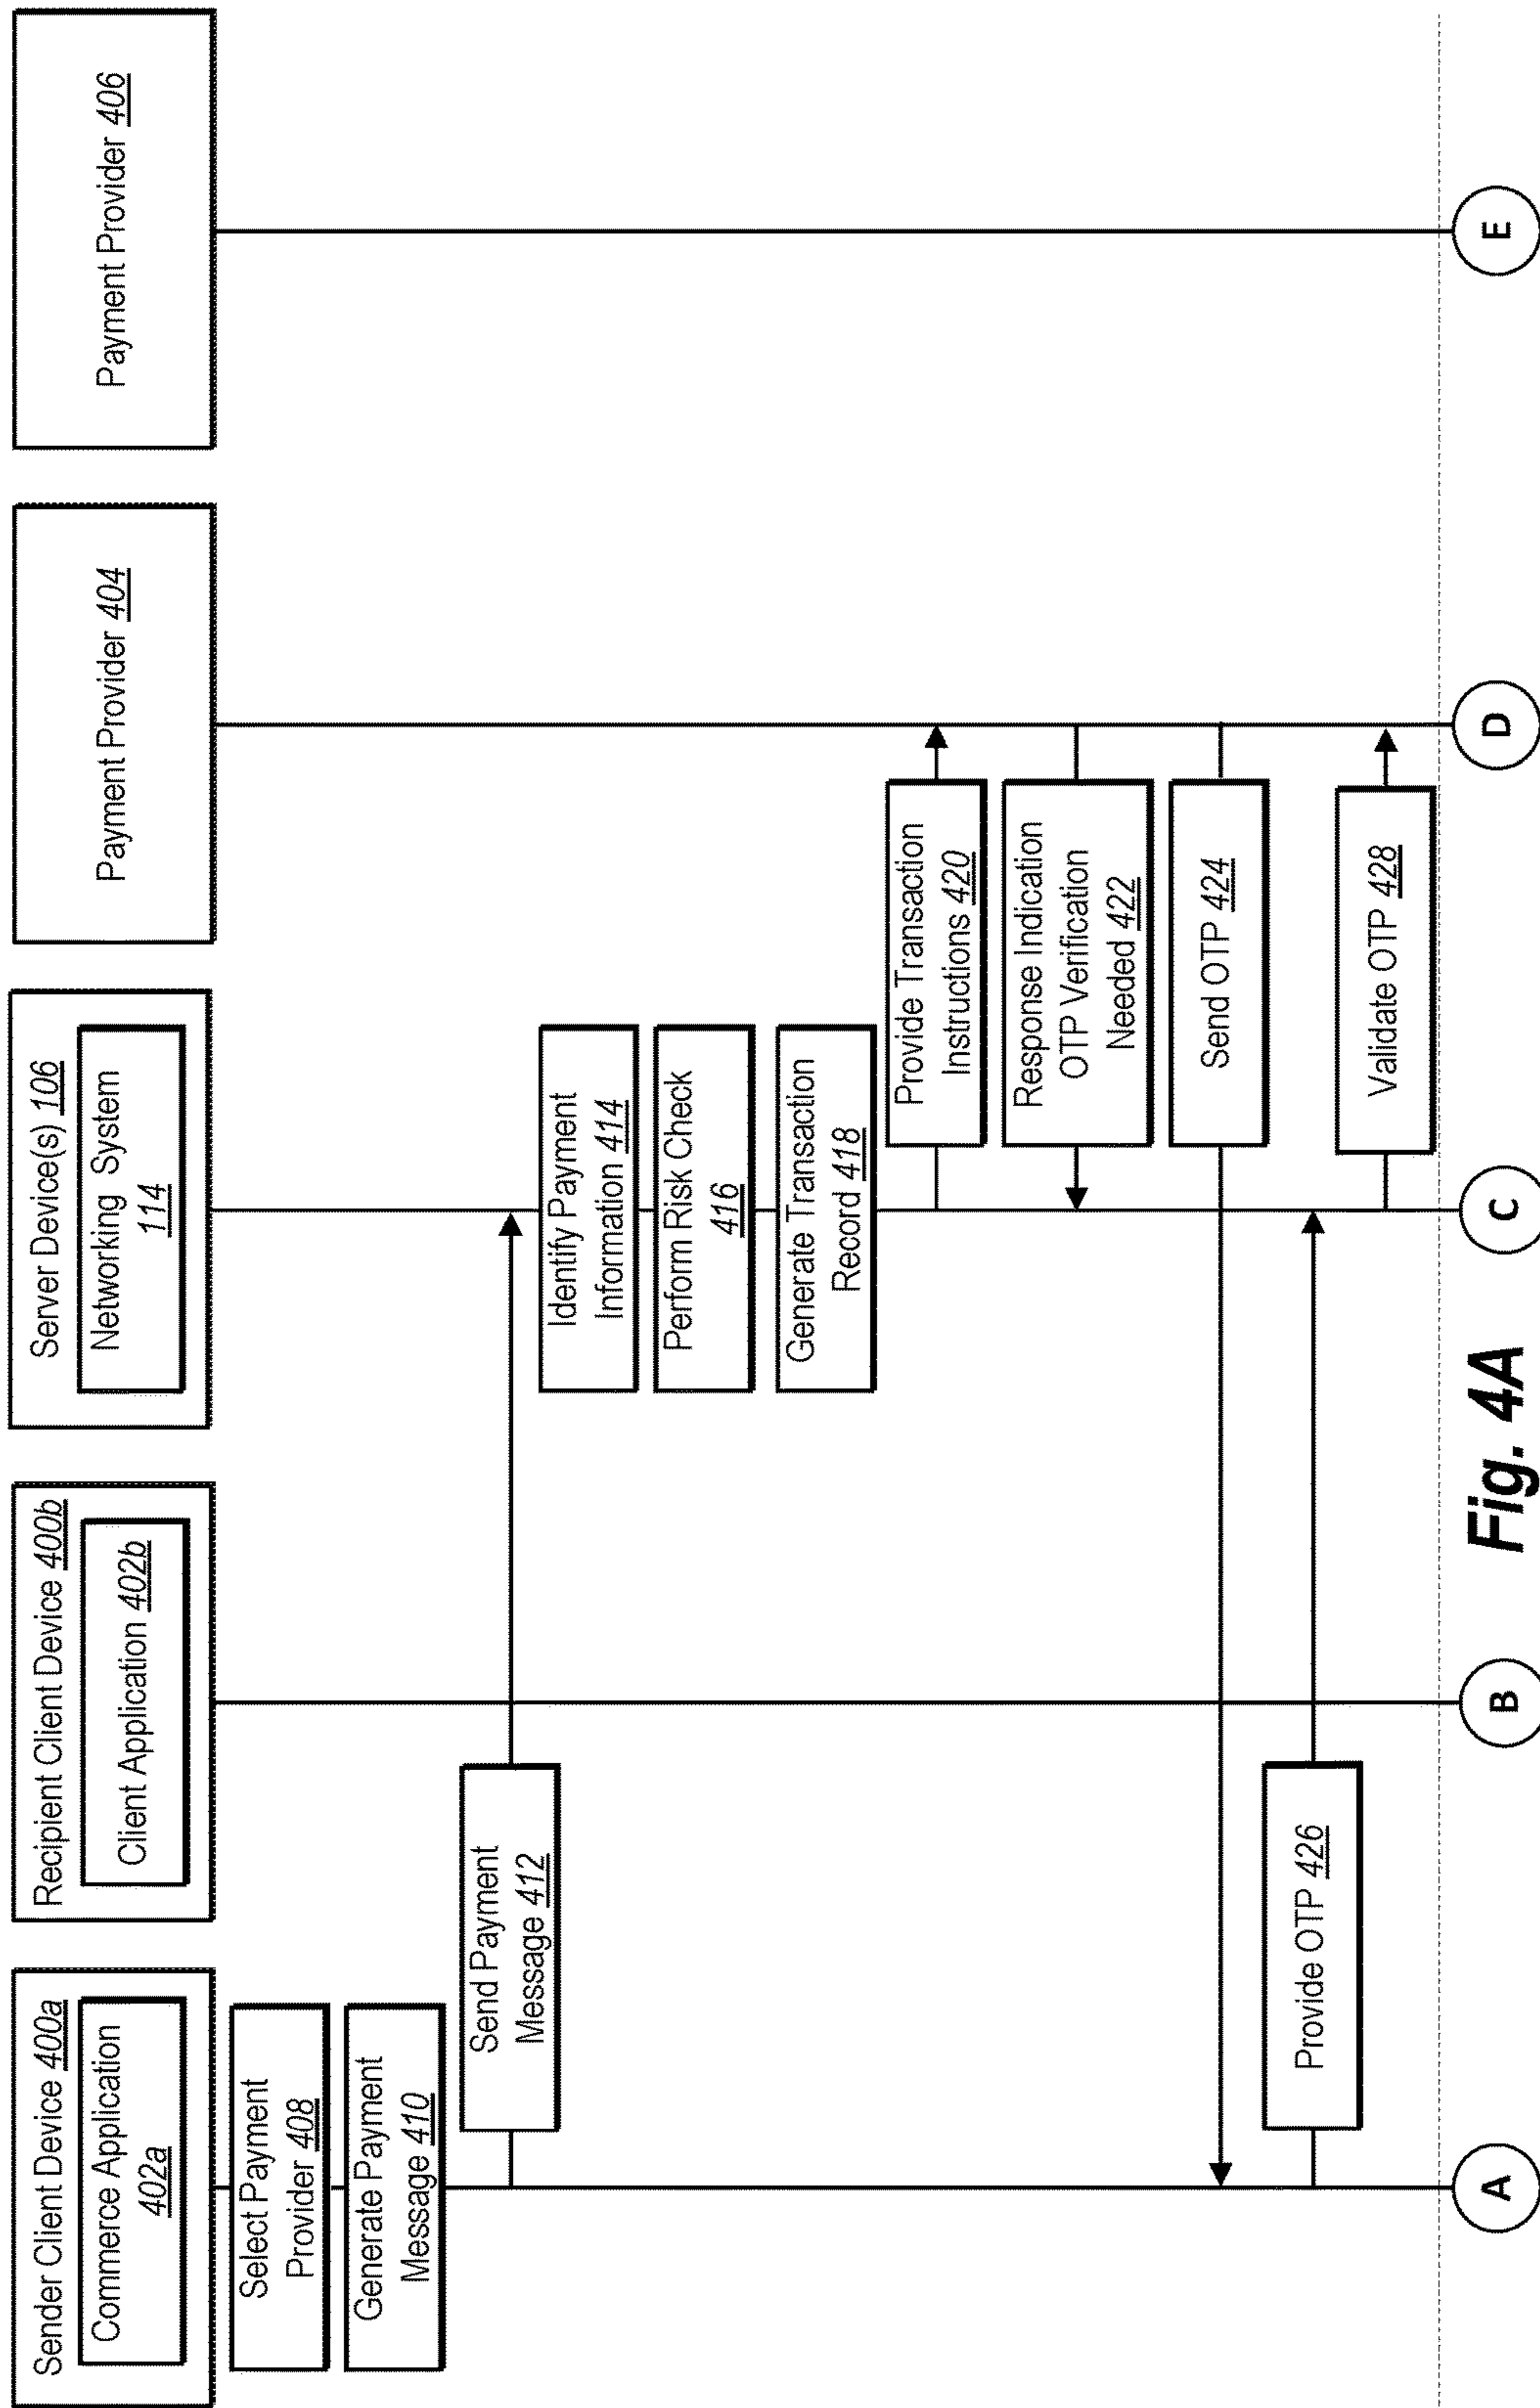 Sender Client Device 400a
Commerce Application
402a
Recipient Client Device 400b
Client Application 402b
Server Device(s) 106
Networking System
114
Payment Provider 404
Payment Provider 406
Select Payment
Provider 408
Generate Payment
Message 410
Send Payment
Message 412
Identify Payment
Information 414
Perform Risk Check
416
Generate Transaction
Record 418
Provide Transaction
Instructions 420
Response Indication
OTP Verification
Needed 422
Send OTP 424
Provide OTP 426
Validate OTP 428
A
B
C
D
E
Fig. 4A